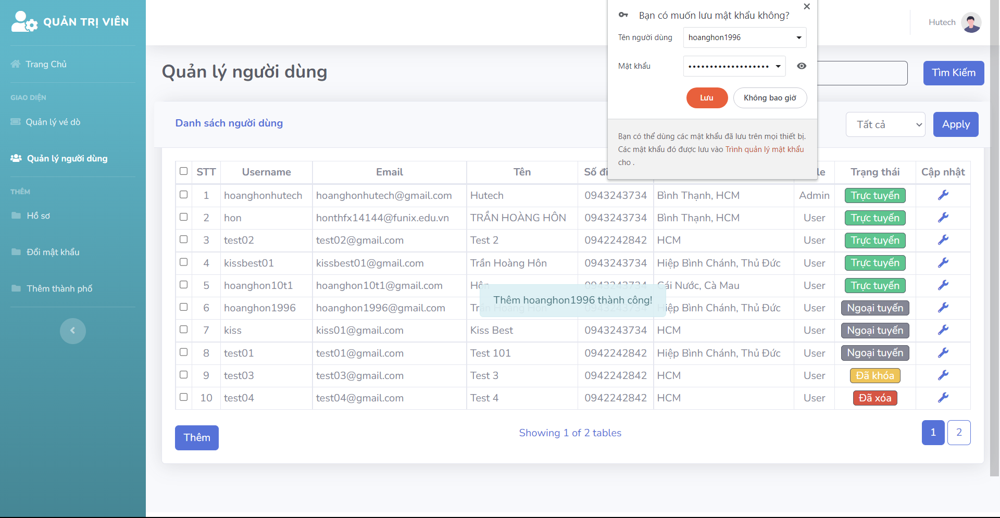 QUẢN TRỊ VIÊN
Trang Chủ
GIAO DIỆN
Quản lý vé dò
Quản lý người dùng
THÊM
Hồ sơ
Đổi mật khẩu
Thêm thành phố
Hutech
Bạn có muốn lưu mật khẩu không?
Tên người dùng hoanghon1996
Mật khẩu ••••••••••••••••••••
Lưu Không bao giờ
Bạn có thể dùng các mật khẩu đã lưu trên mọi thiết bị.
Các mật khẩu đó được lưu vào Trình quản lý mật khẩu
cho .
Quản lý người dùng
Tìm Kiếm
Danh sách người dùng
Tất cả
Apply
STT Username Email Tên Số đi le Trạng thái Cập nhật
1 hoanghonhutech hoanghonhutech@gmail.com Hutech 0943243734 Bình Thạnh, HCM Admin Trực tuyến
2 hon honthfx14144@funix.edu.vn TRẦN HOÀNG HÔN 0943243734 Bình Thạnh, HCM User Trực tuyến
3 test02 test02@gmail.com Test 2 0942242842 HCM User Trực tuyến
4 kissbest01 kissbest01@gmail.com Trần Hoàng Hôn 0943243734 Hiệp Bình Chánh, Thủ Đức User Trực tuyến
5 hoanghon10t1 hoanghon10t1@gmail.com Hôn 0943243734 Cái Nước, Cà Mau User Trực tuyến
Thêm hoanghon1996 thành công!
6 hoanghon1996 hoanghon1996@gmail.com Trần Hoàng Hôn 0943243734 Hiệp Bình Chánh, Thủ Đức User Ngoại tuyến
7 kiss kiss01@gmail.com Kiss Best 0943243734 HCM User Ngoại tuyến
8 test01 test01@gmail.com Test 101 0942242842 Hiệp Bình Chánh, Thủ Đức User Ngoại tuyến
9 test03 test03@gmail.com Test 3 0942242842 HCM User Đã khóa
10 test04 test04@gmail.com Test 4 0942242842 HCM User Đã xóa
Thêm
Showing 1 of 2 tables
1 2